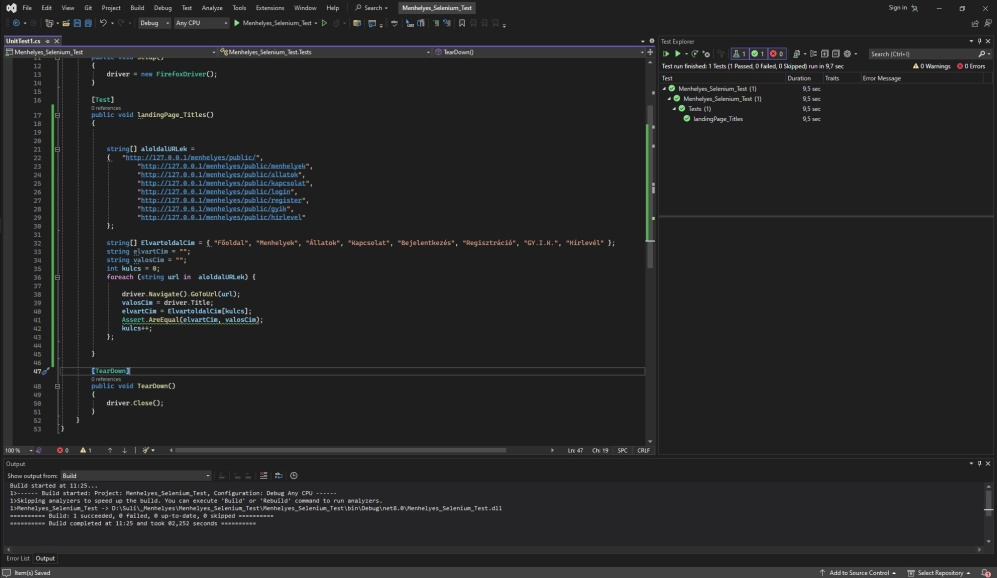 File Edit View Git Project Build Debug Test Analyze Tools Extensions Window Help Search Menhelyes_Selenium_Test Sign in
Debug Any CPU Menhelyes_Selenium_Test
UnitTest1.cs
Menhelyes_Selenium_Test Menhelyes_Selenium_Test.Tests TearDown()
12 {
13 driver = new FirefoxDriver();
14 }
15
16 [Test]
0 references
17 public void landingPage_Titles()
18 {
19
20
21 string[] aloldalURLek =
22 { "http://127.0.0.1/menhelyes/public/",
23 "http://127.0.0.1/menhelyes/public/menhelyek",
24 "http://127.0.0.1/menhelyes/public/allatok",
25 "http://127.0.0.1/menhelyes/public/kapcsolat",
26 "http://127.0.0.1/menhelyes/public/login",
27 "http://127.0.0.1/menhelyes/public/register",
28 "http://127.0.0.1/menhelyes/public/gyik",
29 "http://127.0.0.1/menhelyes/public/hirlevel"
30 };
31
32 string[] ElvartoldalCim = { "Főoldal", "Menhelyek", "Állatok", "Kapcsolat", "Bejelentkezés", "Regisztráció", "GY.I.K.", "Hírlevél" };
33 string elvartCim = "";
34 string valosCim = "";
35 int kulcs = 0;
36 foreach (string url in aloldalURLek) {
37
38 driver.Navigate().GoToUrl(url);
39 valosCim = driver.Title;
40 elvartCim = ElvartoldalCim[kulcs];
41 Assert.AreEqual(elvartCim, valosCim);
42 kulcs++;
43 };
44
45 }
46
47 [TearDown]
0 references
48 public void TearDown()
49 {
50 driver.Close();
51 }
52 }
53 }
100 % 0 1 Ln: 47 Ch: 19 SPC CRLF
Test Explorer
1 1 0 Search (Ctrl+I)
Test run finished: 1 Tests (1 Passed, 0 Failed, 0 Skipped) run in 9,7 sec 0 Warnings 0 Errors
Test Duration Traits Error Message
Menhelyes_Selenium_Test (1) 9,5 sec
Menhelyes_Selenium_Test (1) 9,5 sec
Tests (1) 9,5 sec
landingPage_Titles 9,5 sec
Output
Show output from: Build
Build started at 11:25...
1>------ Build started: Project: Menhelyes_Selenium_Test, Configuration: Debug Any CPU ------
1>Skipping analyzers to speed up the build. You can execute 'Build' or 'Rebuild' command to run analyzers.
1>Menhelyes_Selenium_Test -> D:\Suli\_Menhelyes\Menhelyes_Selenium_Test\Menhelyes_Selenium_Test\bin\Debug\net8.0\Menhelyes_Selenium_Test.dll
========== Build: 1 succeeded, 0 failed, 0 up-to-date, 0 skipped ==========
========== Build completed at 11:25 and took 02,252 seconds ==========
Error List Output
Item(s) Saved Add to Source Control Select Repository